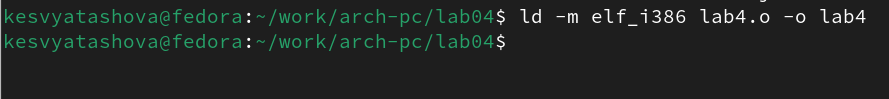 kesvyatashova@fedora:~/work/arch-pc/lab04$ ld -m elf_i386 lab4.o -o lab4
kesvyatashova@fedora:~/work/arch-pc/lab04$